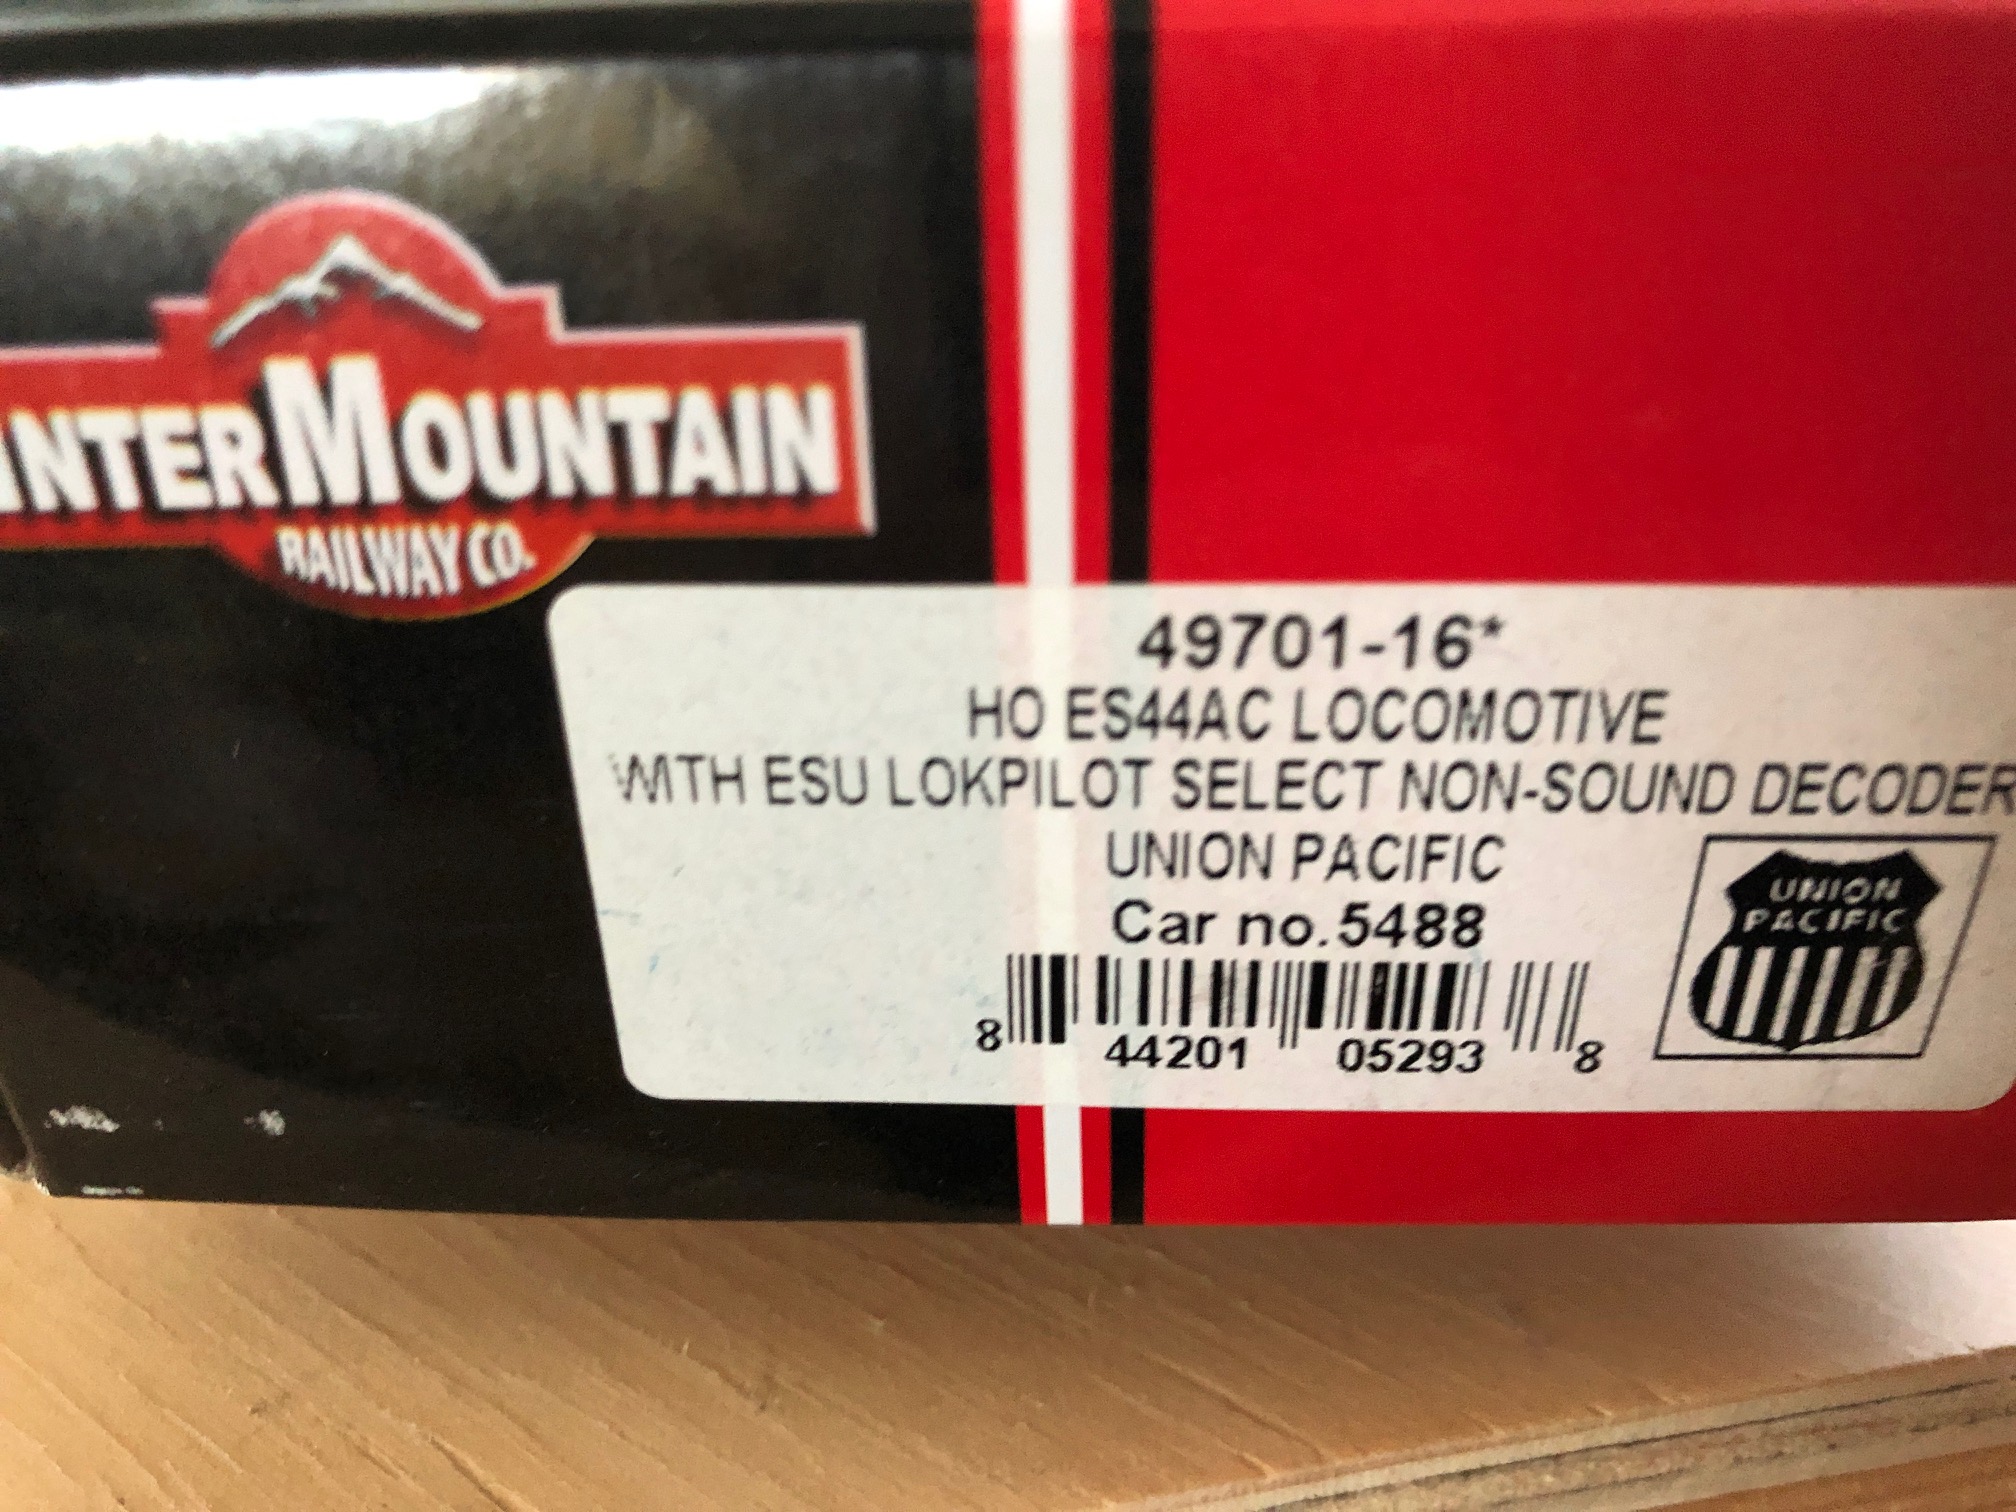 INTERMOUNTAIN
RAILWAY CO.
49701-16*
HO ES44AC LOCOMOTIVE
WITH ESU LOKPILOT SELECT NON-SOUND DECODER
UNION PACIFIC
Car no.5488
8 44201 05293 8
UNION
PACIFIC